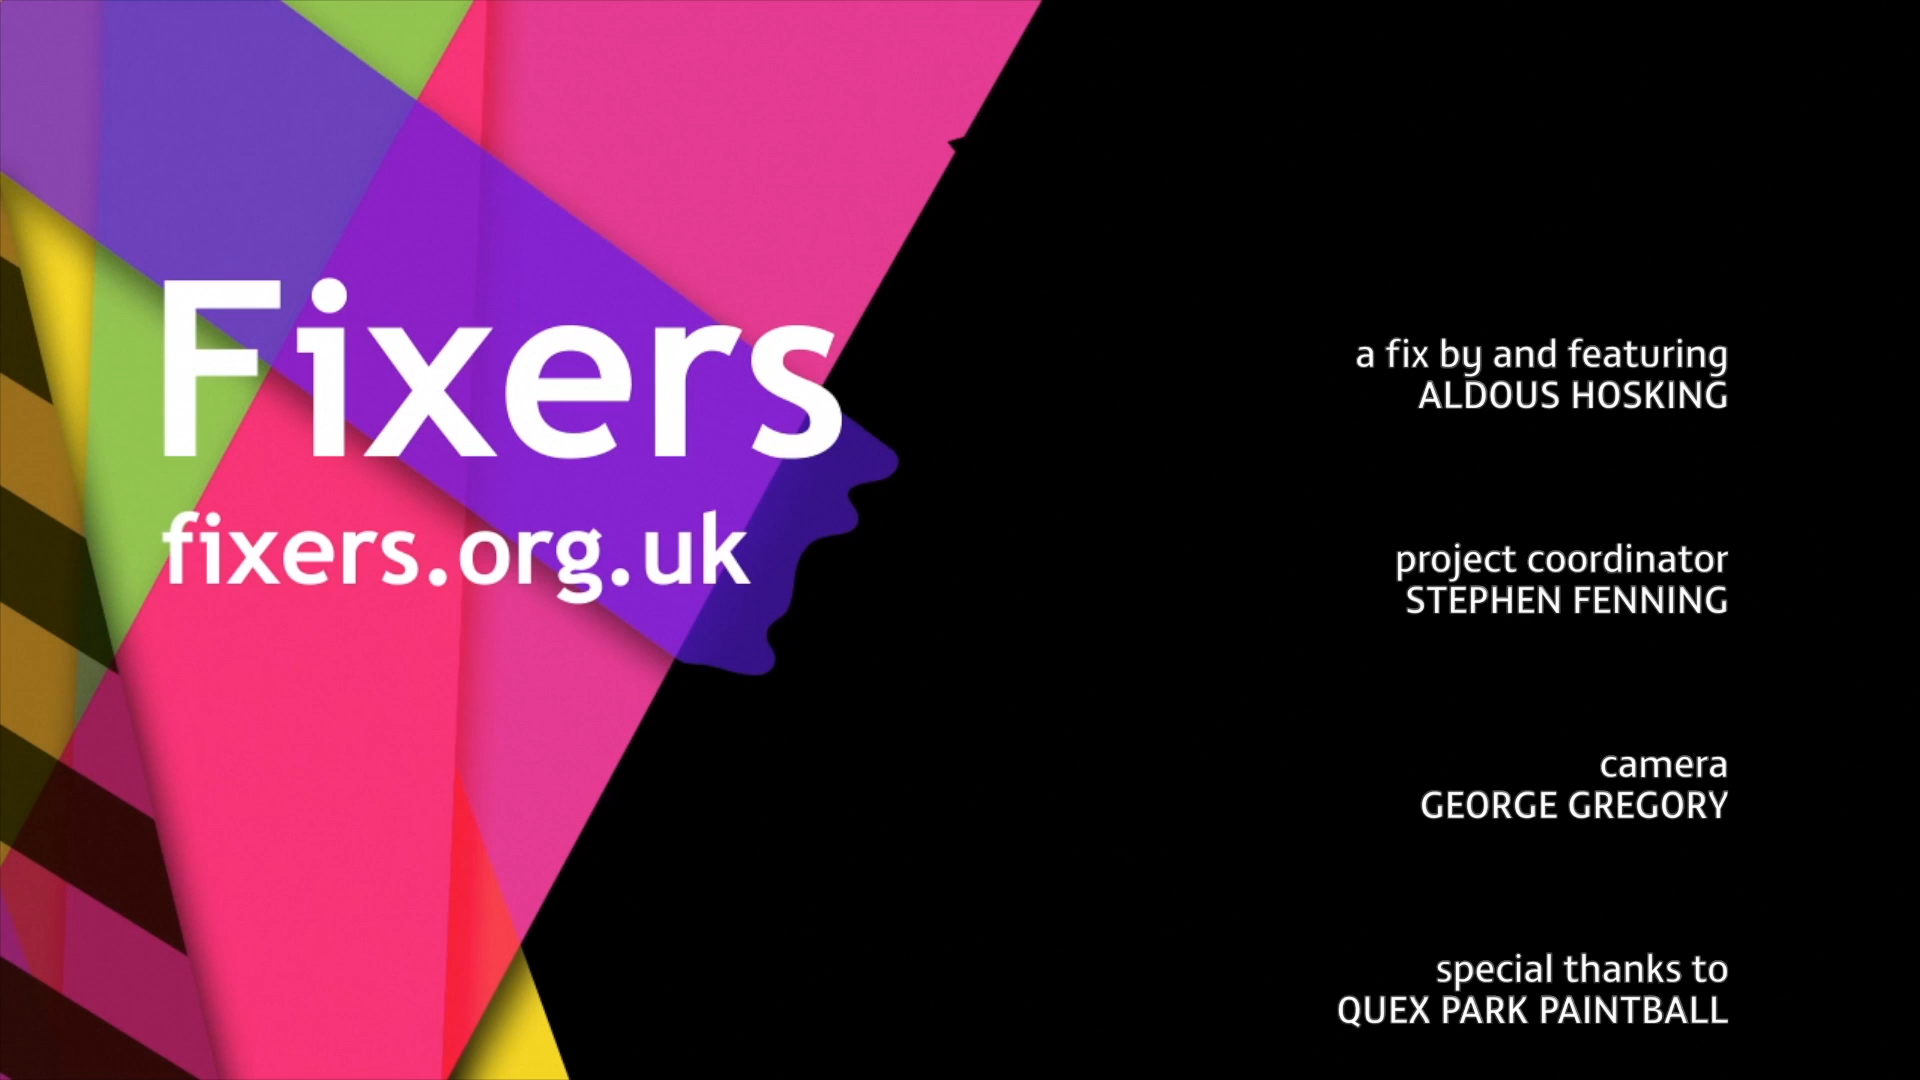 Fixers
fixers.org.uk
a fix by and featuring
ALDOUS HOSKING
project coordinator
STEPHEN FENNING
camera
GEORGE GREGORY
special thanks to
QUEX PARK PAINTBALL